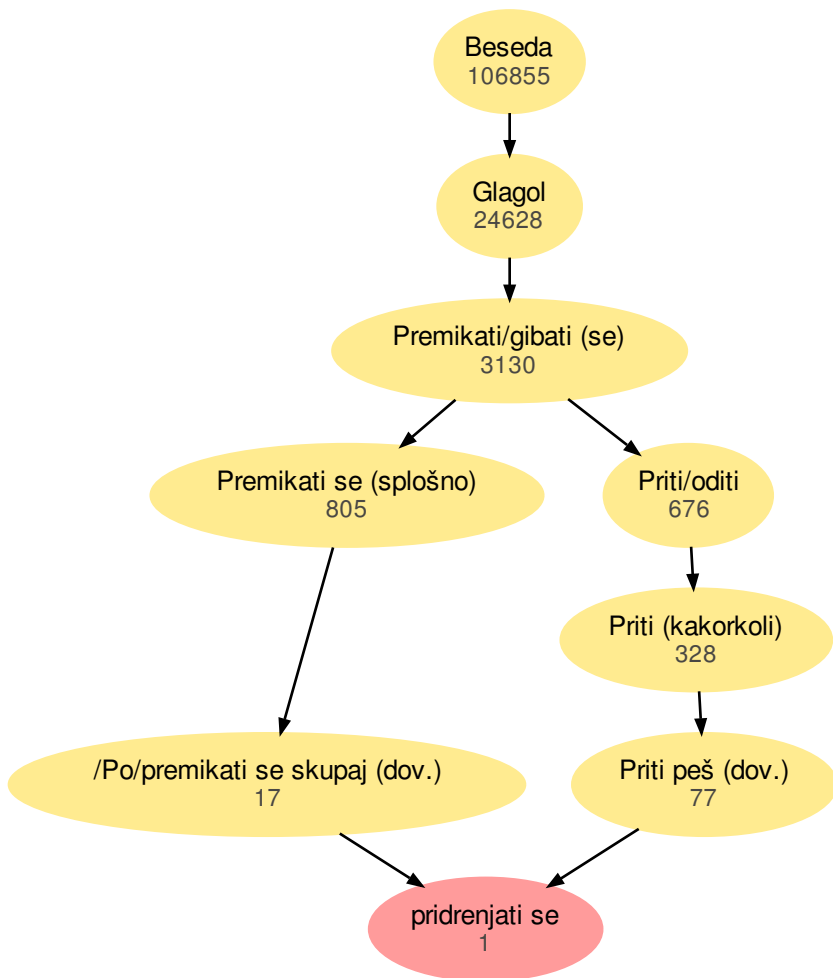 Beseda
106855
Glagol
24628
Premikati/gibati (se)
3130
Premikati se (splošno)
805
Priti/oditi
676
Priti (kakorkoli)
328
/Po/premikati se skupaj (dov.)
17
Priti peš (dov.)
77
pridrenjati se
1